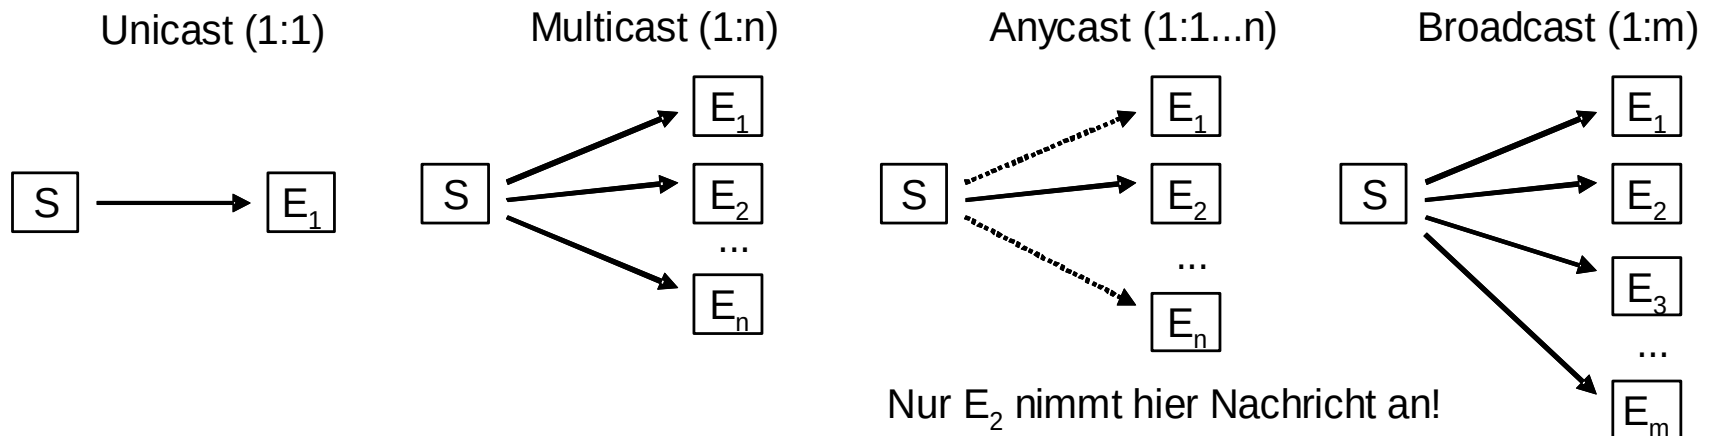 Unicast (1:1)
S
E1
Multicast (1:n)
S
E1
E2
...
En
Anycast (1:1...n)
S
E1
E2
...
En
Nur E2 nimmt hier Nachricht an!
Broadcast (1:m)
S
E1
E2
E3
...
Em